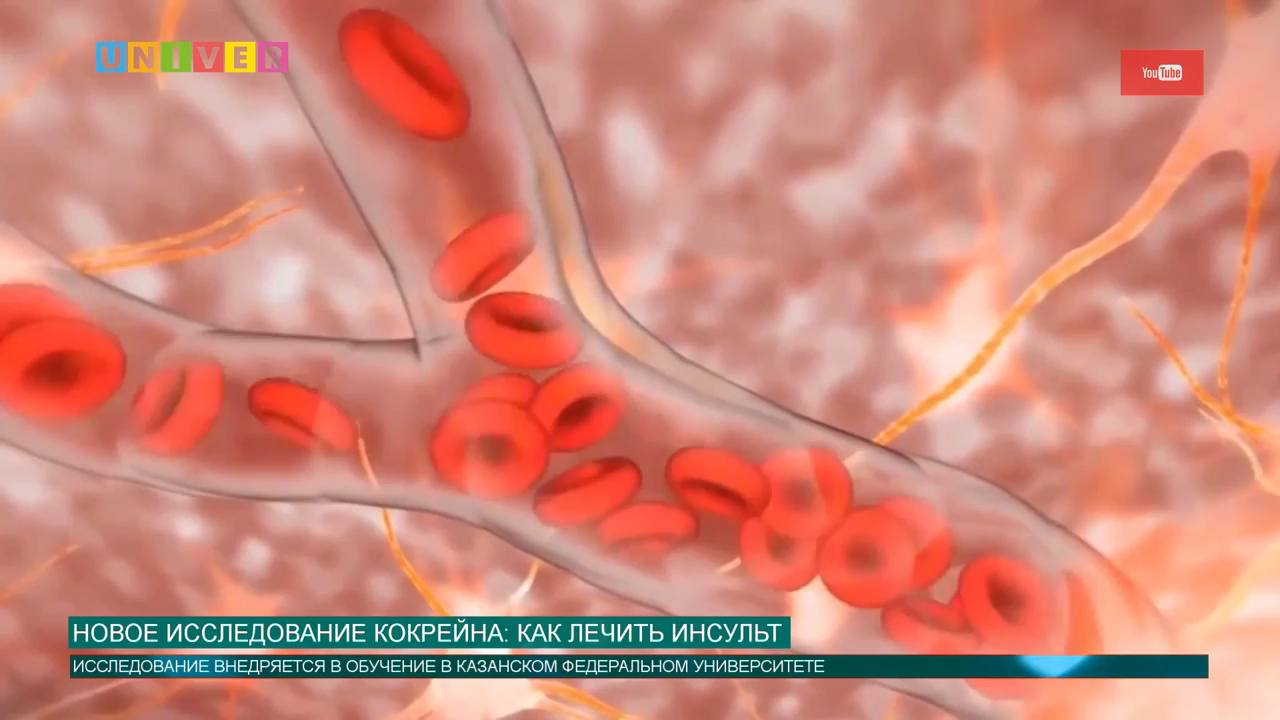 UNIVER
YouTube
НОВОЕ ИССЛЕДОВАНИЕ КОКРЕЙНА: КАК ЛЕЧИТЬ ИНСУЛЬТ
ИССЛЕДОВАНИЕ ВНЕДРЯЕТСЯ В ОБУЧЕНИЕ В КАЗАНСКОМ ФЕДЕРАЛЬНОМ УНИВЕРСИТЕТЕ